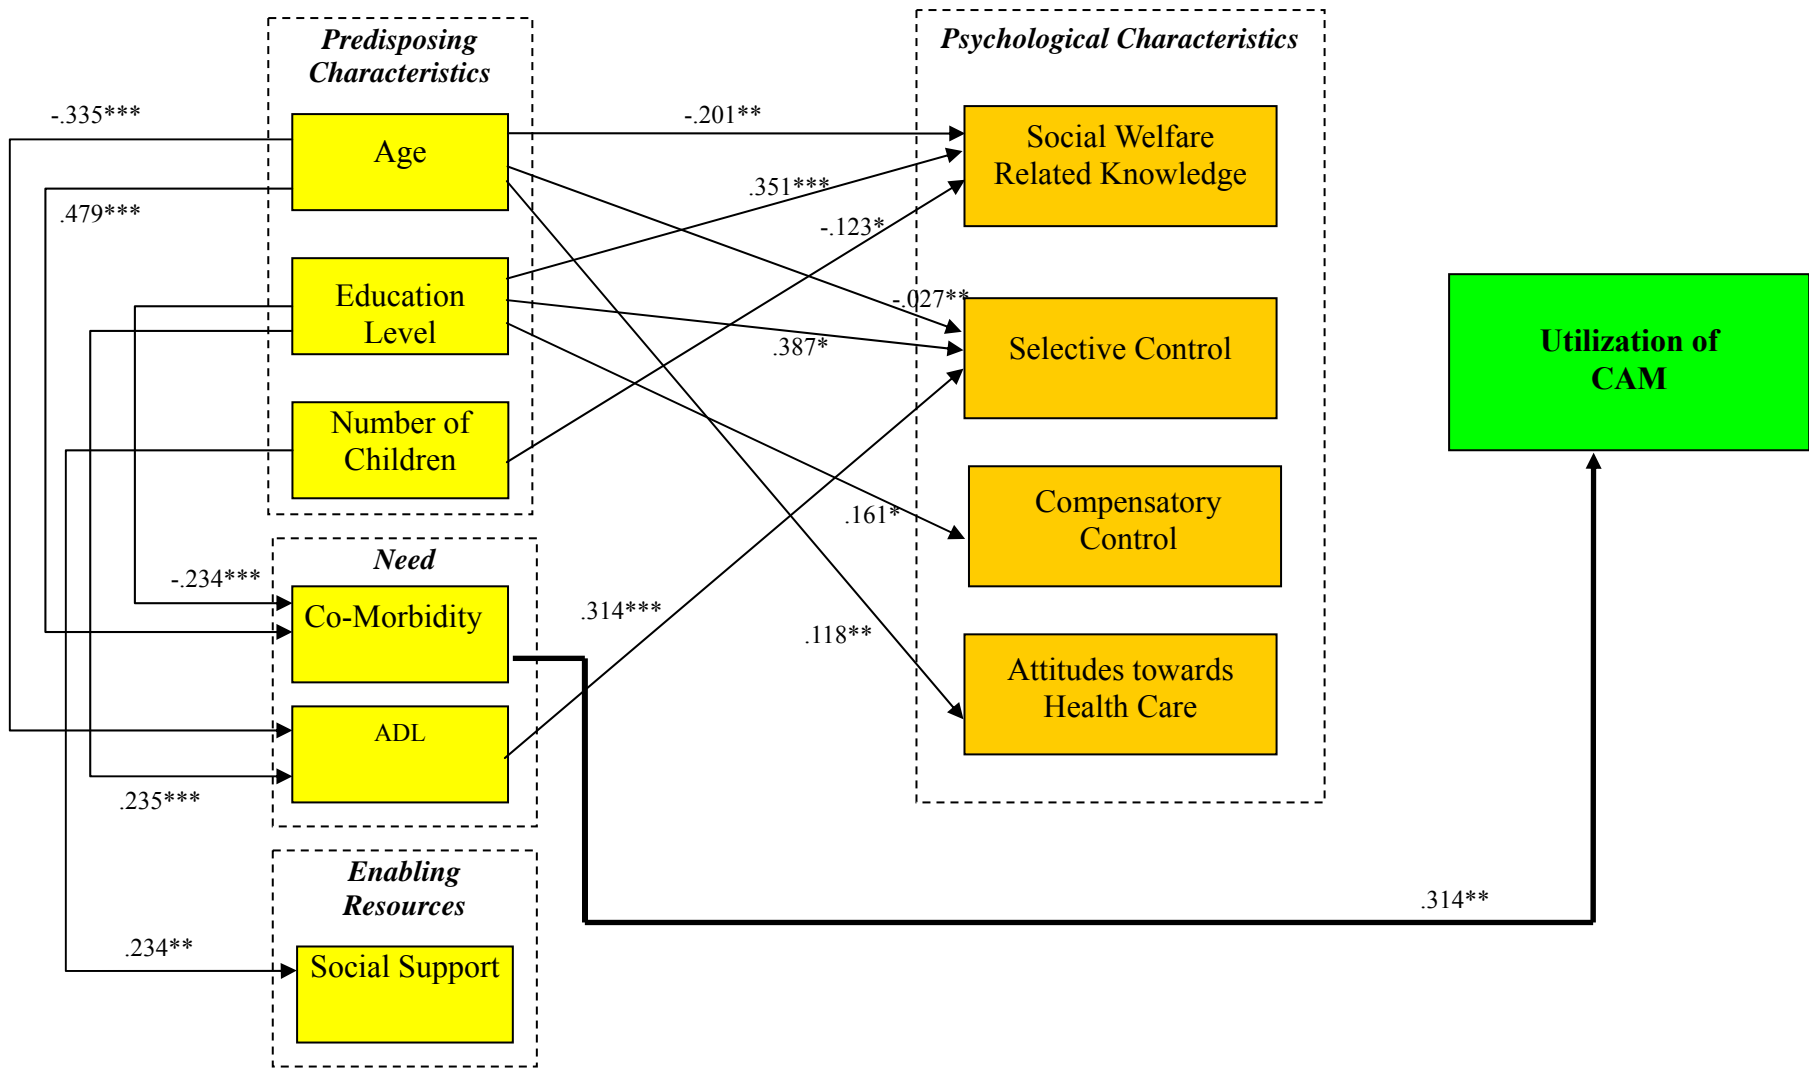 Predisposing
Characteristics
Psychological Characteristics
-.335***
-.201**
Age
Social Welfare
Related Knowledge
.479***
.351***
-.123*
Education
Level
-.027**
.387*
Selective Control
Utilization of
CAM
Number of
Children
.161*
Compensatory
Control
Need
-.234***
Co-Morbidity
.314***
.118**
Attitudes towards
Health Care
ADL
.235***
Enabling
Resources
.314**
.234**
Social Support